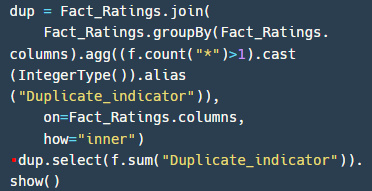 dup = Fact_Ratings.join(
    Fact_Ratings.groupBy(Fact_Ratings.
columns).agg((f.count("*")>1).cast
(IntegerType()).alias
("Duplicate_indicator")),
    on=Fact_Ratings.columns,
    how="inner")
dup.select(f.sum("Duplicate_indicator")).
show()